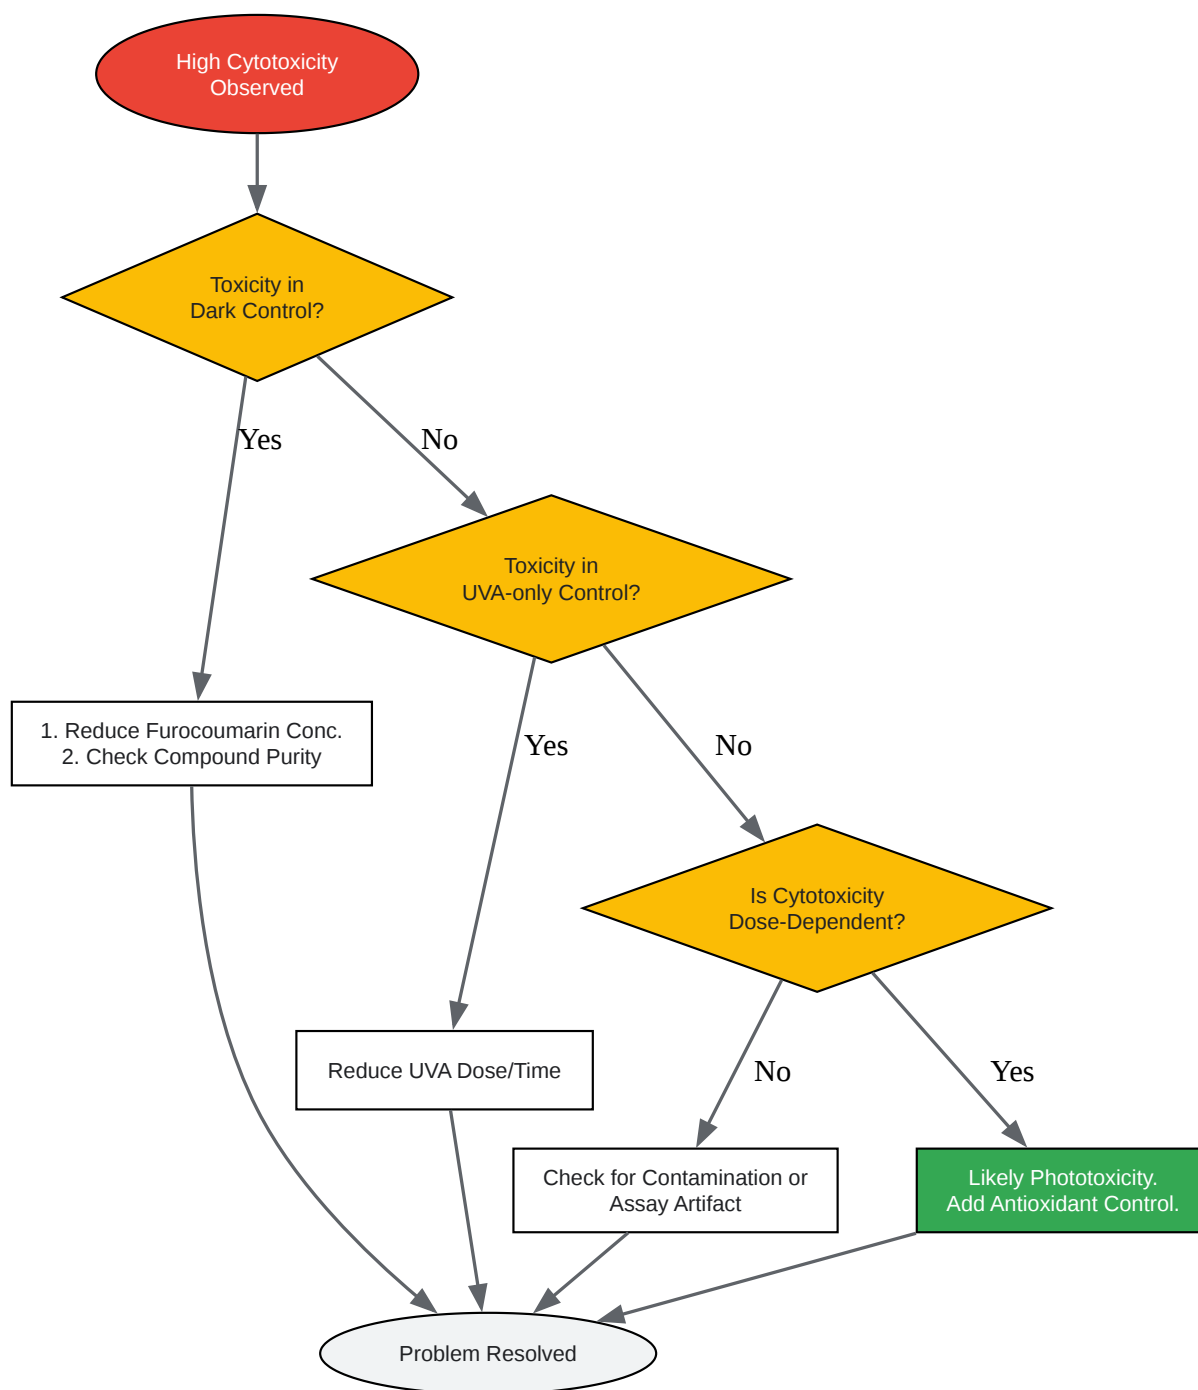 High Cytotoxicity
Observed
Toxicity in
Dark Control?
Yes
No
Toxicity in
UVA-only Control?
1. Reduce Furocoumarin Conc.
2. Check Compound Purity
Yes
No
Is Cytotoxicity
Dose-Dependent?
Reduce UVA Dose/Time
No
Yes
Check for Contamination or
Assay Artifact
Likely Phototoxicity.
Add Antioxidant Control.
Problem Resolved